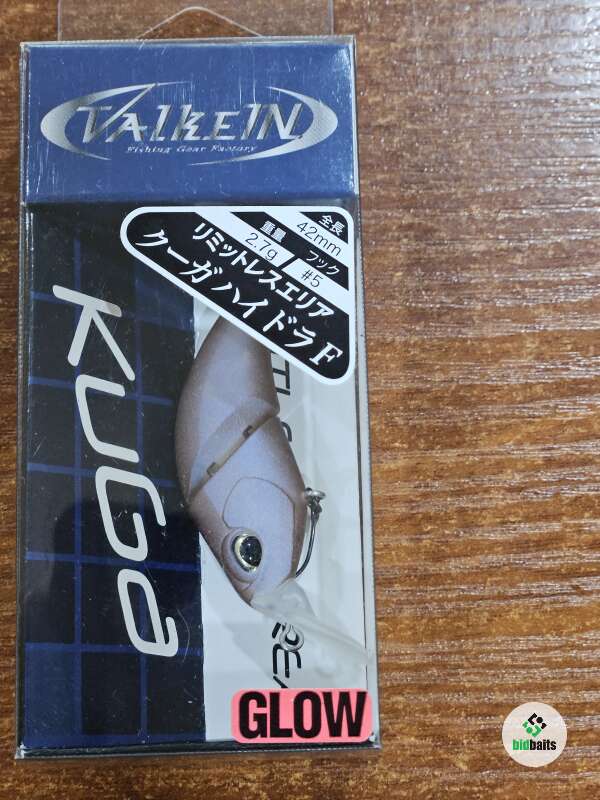 ValkeIN
Fishing Gear Factory
全長
42mm
重量
2.7g
フック
#5
リミットレスエリア
クーガ ハイドラ F
KUGa
GLOW
bidbaits